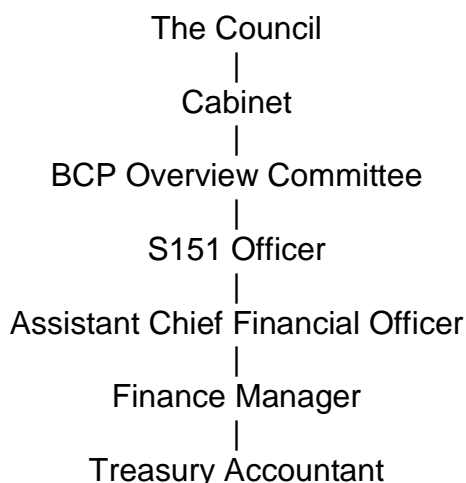 The Council
Cabinet
BCP Overview Committee
S151 Officer
Assistant Chief Financial Officer
Finance Manager
Treasury Accountant